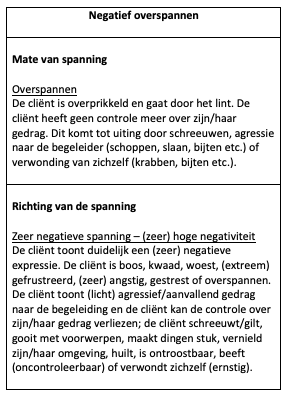 Negatief overspannen
Mate van spanning
Overspannen
De cliënt is overprikkeld en gaat door het lint. De
cliënt heeft geen controle meer over zijn/haar
gedrag. Dit komt tot uiting door schreeuwen, agressie
naar de begeleider (schoppen, slaan, bijten etc.) of
verwonding van zichzelf (krabben, bijten etc.).
Richting van de spanning
Zeer negatieve spanning – (zeer) hoge negativiteit
De cliënt toont duidelijk een (zeer) negatieve
expressie. De cliënt is boos, kwaad, woest, (extreem)
gefrustreerd, (zeer) angstig, gestrest of overspannen.
De cliënt toont (licht) agressief/aanvallend gedrag
naar de begeleiding en de cliënt kan de controle over
zijn/haar gedrag verliezen; de cliënt schreeuwt/gilt,
gooit met voorwerpen, maakt dingen stuk, vernield
zijn/haar omgeving, huilt, is ontroostbaar, beeft
(oncontroleerbaar) of verwondt zichzelf (ernstig).